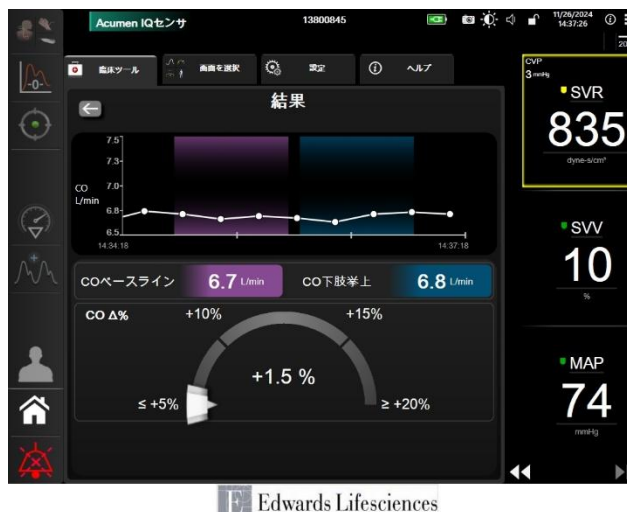 Acumen IQセンサ 13800845 11/26/2024
14:37:26
20
臨床ツール 画面を選択 設定 ヘルプ
-0-
結果
CO
L/min
7.5
7.3
7.0
6.8
6.5
14:34:18 14:37:18
COベースライン 6.7 L/min CO下肢挙上 6.8 L/min
CO Δ%
+10% +15%
+1.5 %
≤ +5% ≥ +20%
CVP
3 mmHg
SVR
835
dyne-s/cm⁵
SVV
10
%
MAP
74
mmHg
E Edwards Lifesciences